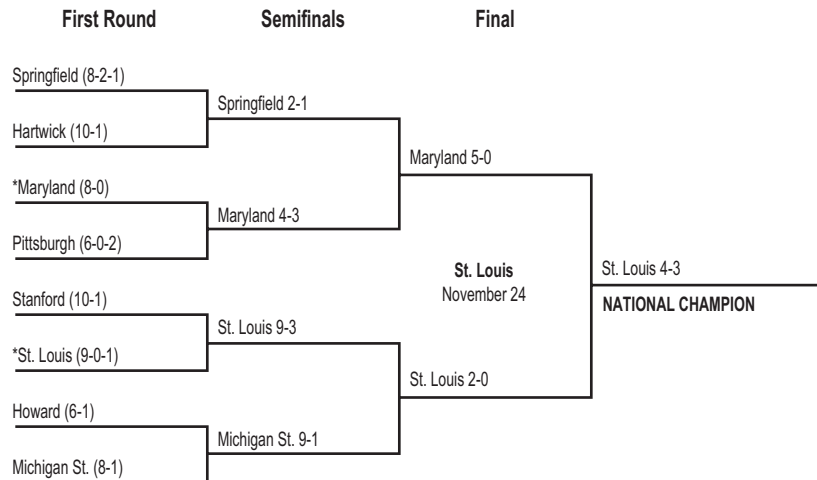 First Round Semifinals Final
Springfield (8-2-1)
Springfield 2-1
Hartwick (10-1)
Maryland 5-0
*Maryland (8-0)
Maryland 4-3
Pittsburgh (6-0-2)
St. Louis
November 24
St. Louis 4-3
NATIONAL CHAMPION
Stanford (10-1)
St. Louis 9-3
*St. Louis (9-0-1)
St. Louis 2-0
Howard (6-1)
Michigan St. 9-1
Michigan St. (8-1)